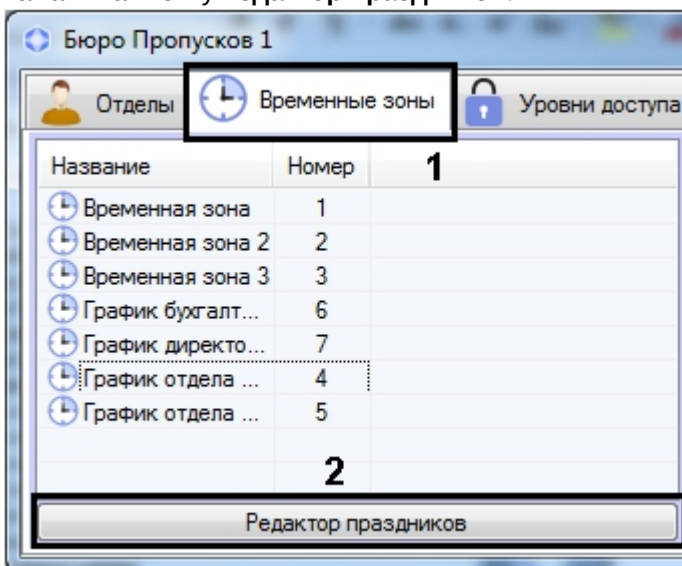 Бюро Пропусков 1
Отделы Временные зоны Уровни доступа
Название Номер 1
Временная зона 1
Временная зона 2 2
Временная зона 3 3
График бухгалт... 6
График директо... 7
График отдела ... 4
График отдела ... 5
2
Редактор праздников